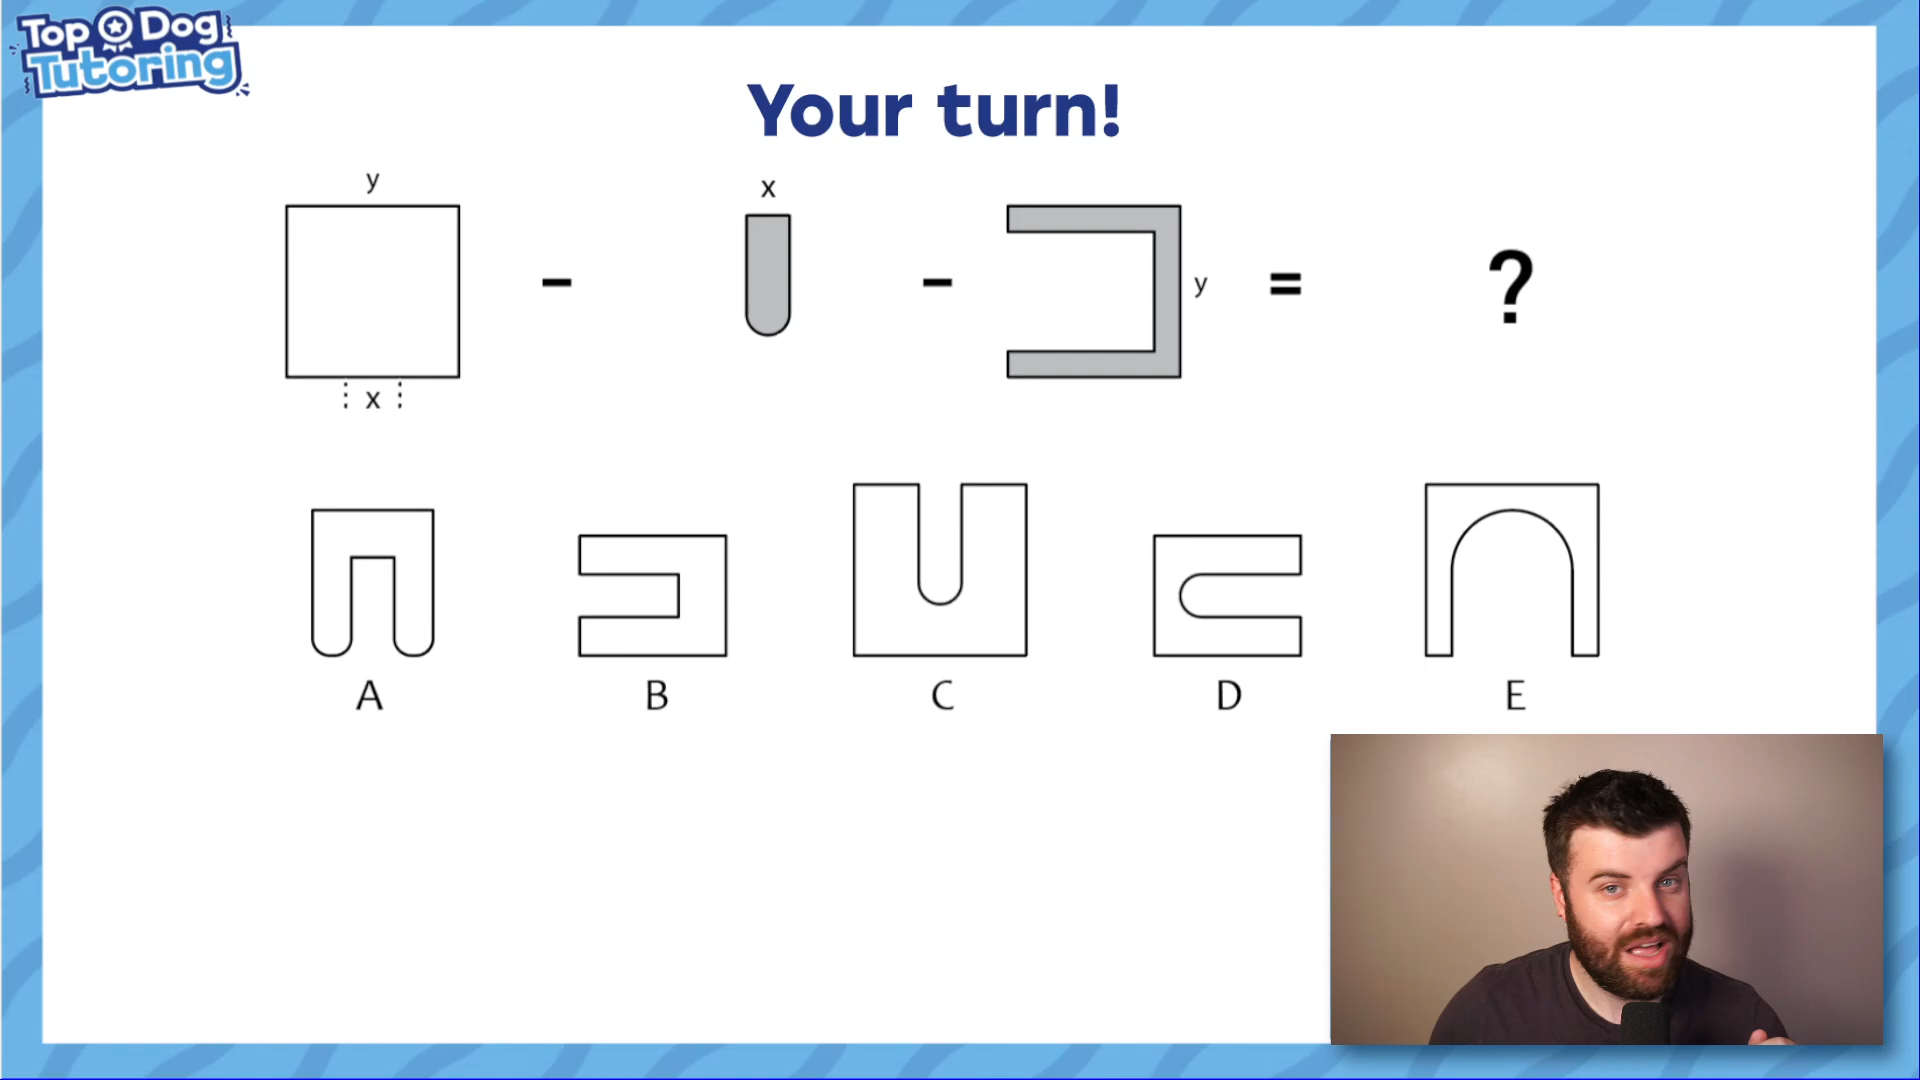 Top Dog
Tutoring
Your turn!
y
x
- - y = ?
x
A B C D E